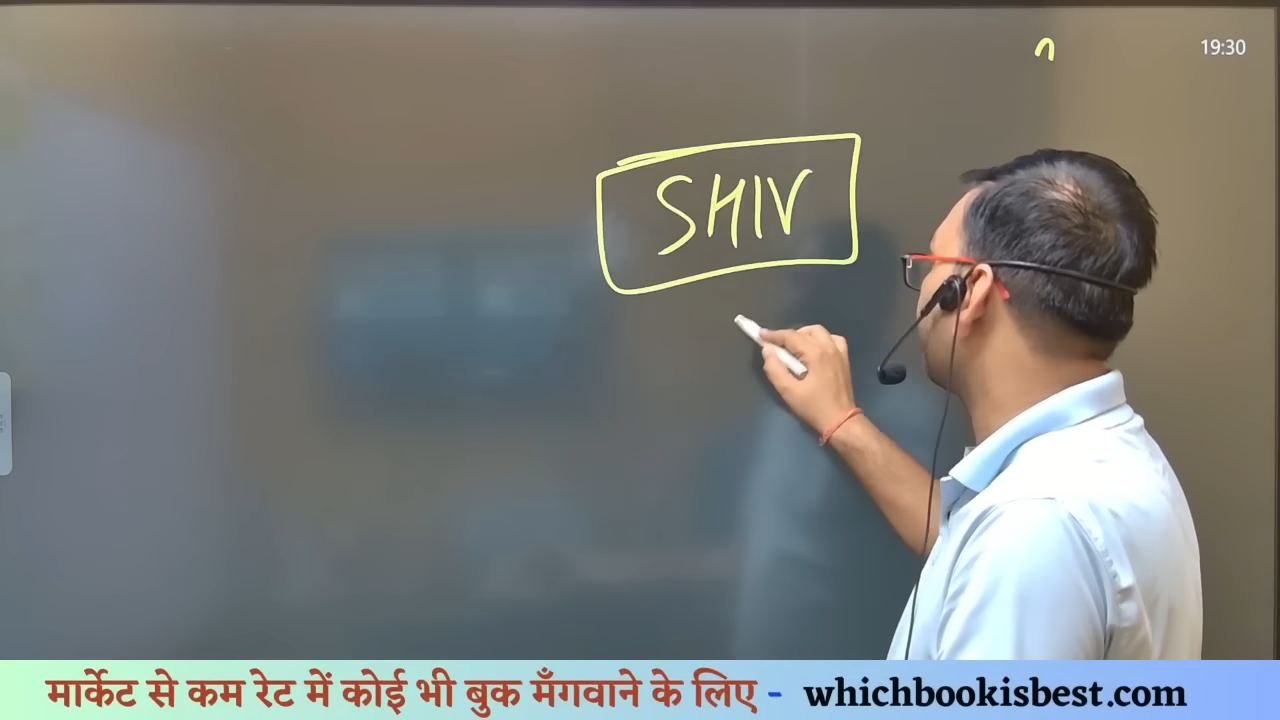 19:30
SHIV
मार्केट से कम रेट में कोई भी बुक मँगवाने के लिए - whichbookisbest.com